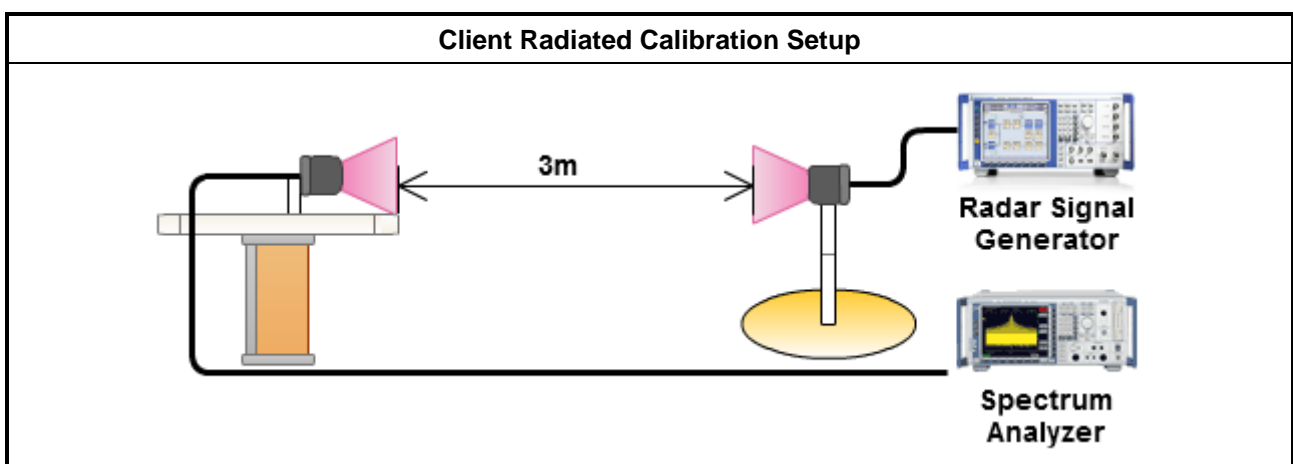 Client Radiated Calibration Setup
3m
Radar Signal
Generator
Spectrum
Analyzer